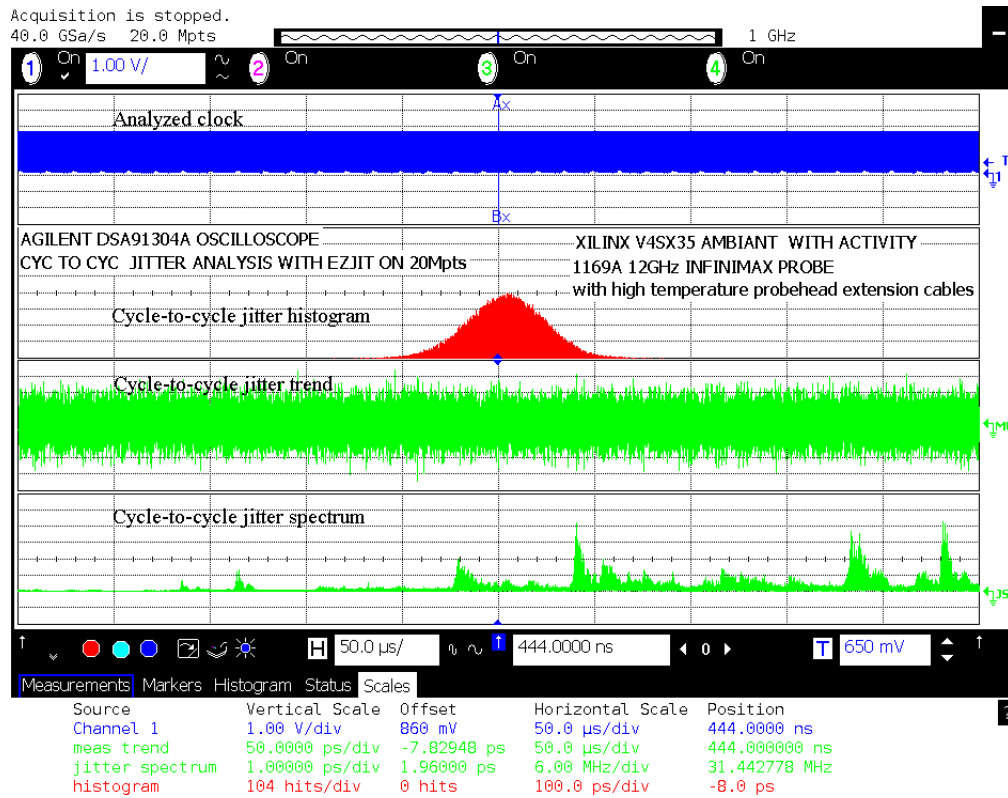 Acquisition is stopped.
40.0 GSa/s 20.0 Mpts 1 GHz
1 On 1.00 V/ 2 On 3 On 4 On
Ax
Analyzed clock
T
1
Bx
AGILENT DSA91304A OSCILLOSCOPE
CYC TO CYC JITTER ANALYSIS WITH EZJIT ON 20Mpts
XILINX V4SX35 AMBIANT WITH ACTIVITY
1169A 12GHz INFINIMAX PROBE
with high temperature probehead extension cables
Cycle-to-cycle jitter histogram
Cycle-to-cycle jitter trend
Cycle-to-cycle jitter spectrum
JS
H 50.0 µs/ 444.0000 ns 0 T 650 mV
Measurements Markers Histogram Status Scales
Source Vertical Scale Offset Horizontal Scale Position
Channel 1 1.00 V/div 860 mV 50.0 µs/div 444.0000 ns
meas trend 50.0000 ps/div -7.82948 ps 50.0 µs/div 444.000000 ns
jitter spectrum 1.00000 ps/div 1.96000 ps 6.00 MHz/div 31.442778 MHz
histogram 104 hits/div 0 hits 100.0 ps/div -8.0 ps